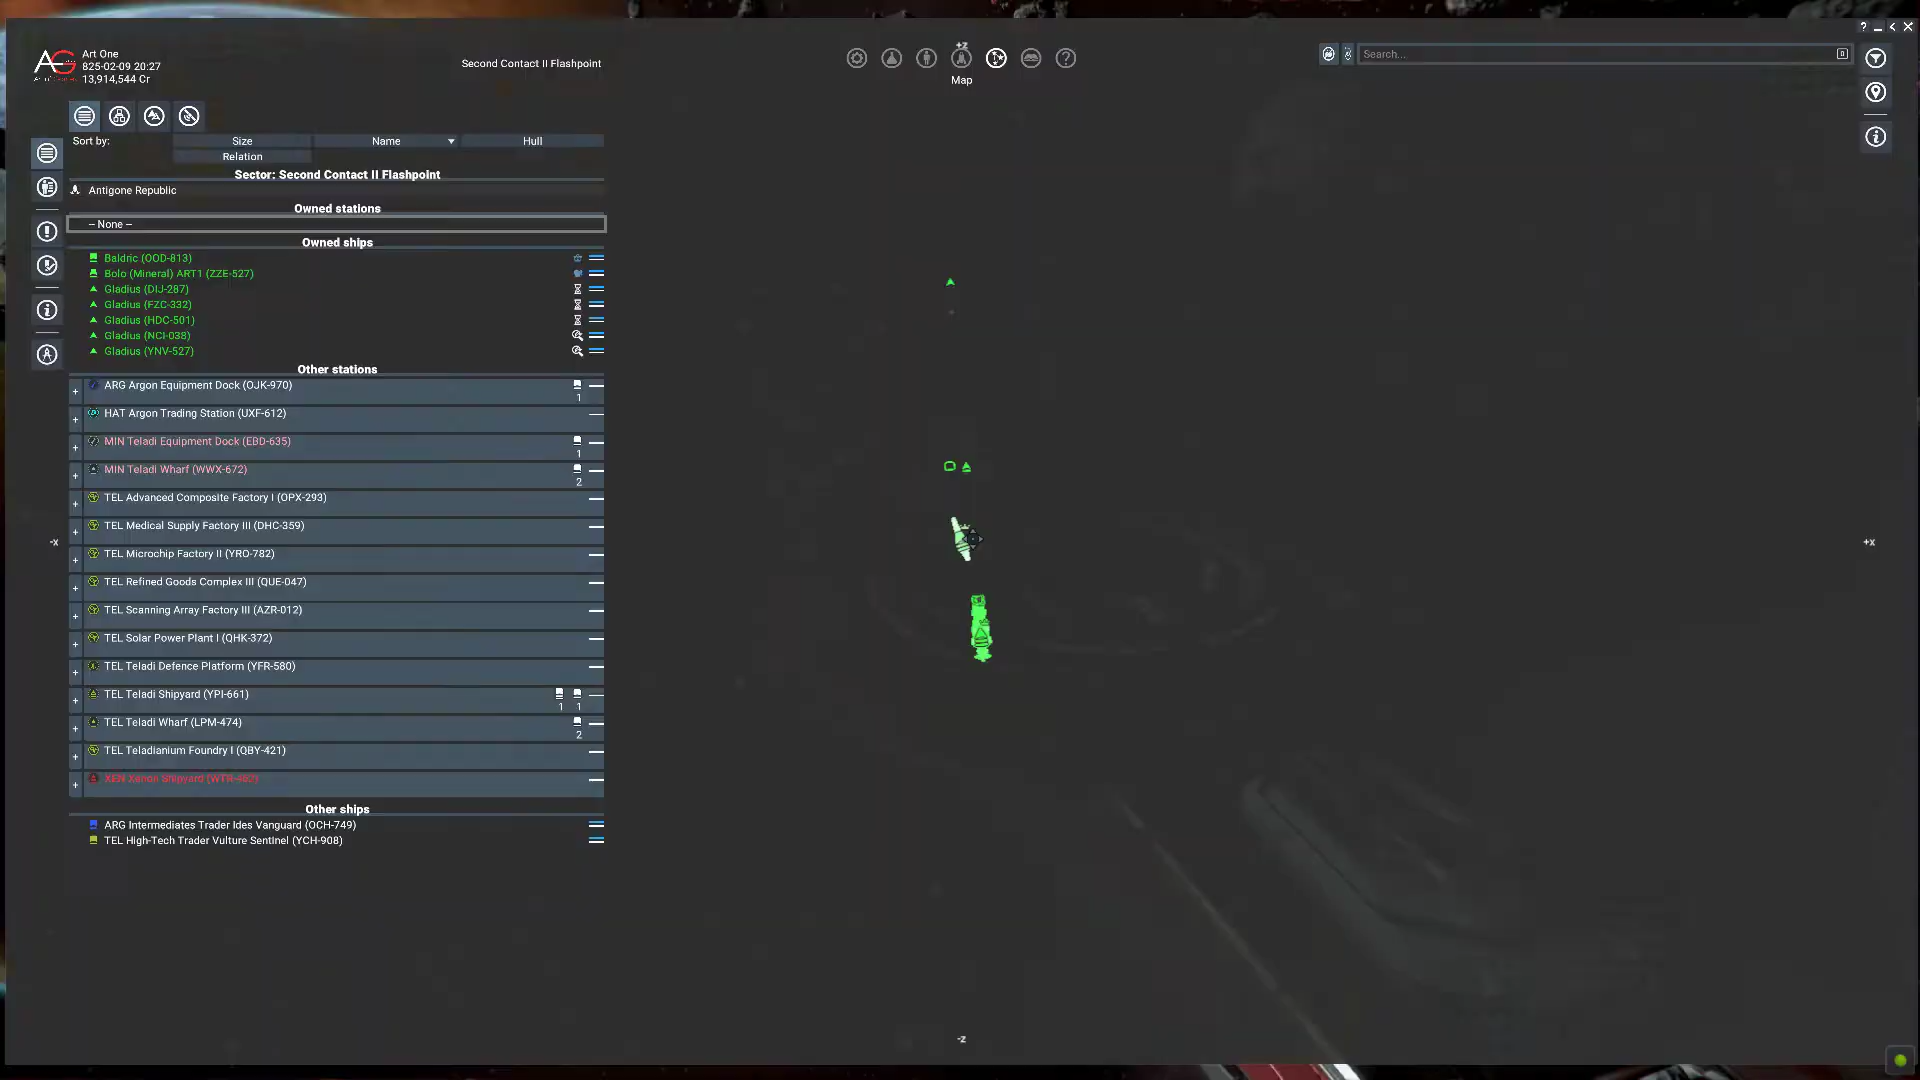 AG
Art One
825-02-09 20:27
13,914,544 Cr
Second Contact II Flashpoint
+z
Map
Search...
?
Sort by:
Size
Name
Hull
Relation
Sector: Second Contact II Flashpoint
Antigone Republic
Owned stations
-- None --
Owned ships
Baldric (OOD-813)
Bolo (Mineral) ART1 (ZZE-527)
Gladius (DIJ-287)
Gladius (FZC-332)
Gladius (HDC-501)
Gladius (NCI-038)
Gladius (YNV-527)
Other stations
+ ARG Argon Equipment Dock (OJK-970)
1
+ HAT Argon Trading Station (UXF-612)
+ MIN Teladi Equipment Dock (EBD-635)
1
+ MIN Teladi Wharf (WWX-672)
2
+ TEL Advanced Composite Factory I (OPX-293)
+ TEL Medical Supply Factory III (DHC-359)
+ TEL Microchip Factory II (YRO-782)
+ TEL Refined Goods Complex III (QUE-047)
+ TEL Scanning Array Factory III (AZR-012)
+ TEL Solar Power Plant I (QHK-372)
+ TEL Teladi Defence Platform (YFR-580)
+ TEL Teladi Shipyard (YPI-661)
1 1
+ TEL Teladi Wharf (LPM-474)
2
+ TEL Teladianium Foundry I (QBY-421)
+ XEN Xenon Shipyard
Other ships
ARG Intermediates Trader Ides Vanguard (OCH-749)
TEL High-Tech Trader Vulture Sentinel (YCH-908)
-x
+x
-z